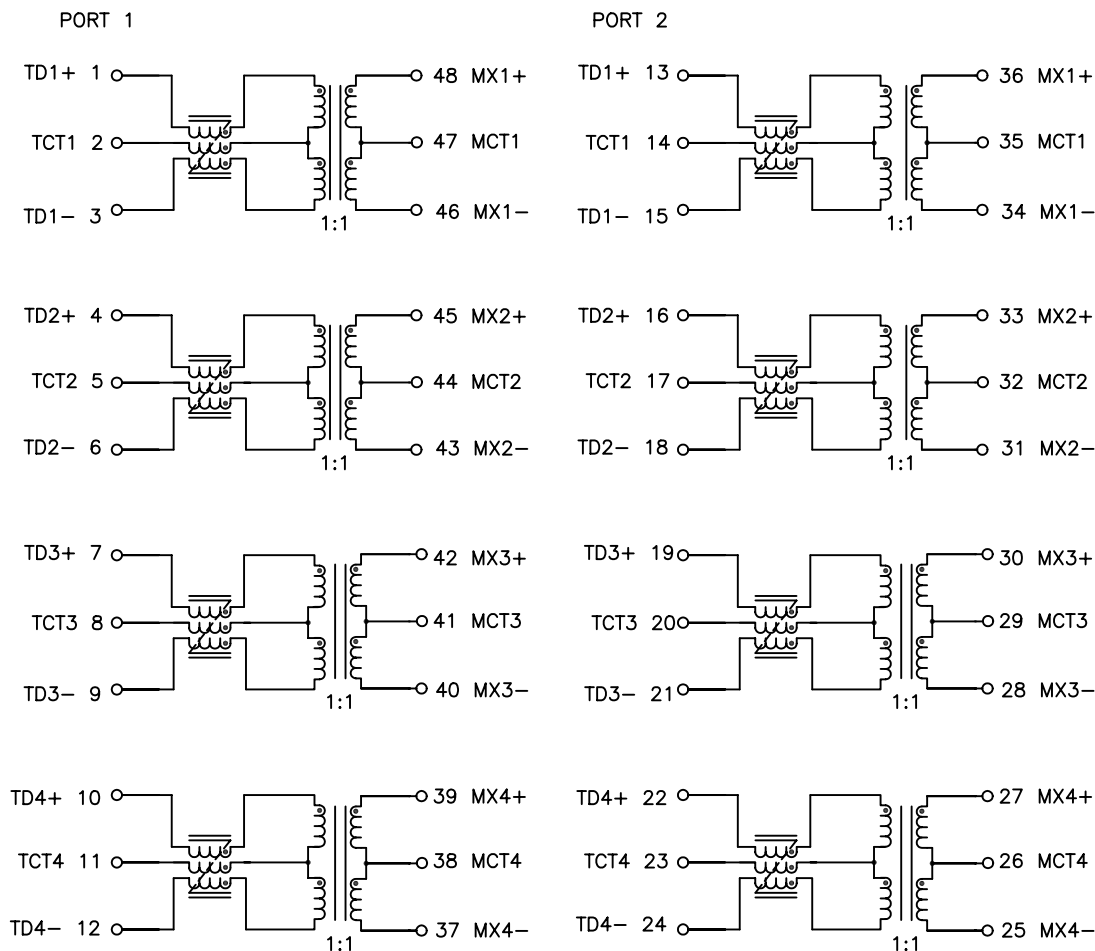 PORT 1
TD1+ 1
48 MX1+
TCT1 2
47 MCT1
TD1- 3
46 MX1-
1:1
TD2+ 4
45 MX2+
TCT2 5
44 MCT2
TD2- 6
43 MX2-
1:1
TD3+ 7
42 MX3+
TCT3 8
41 MCT3
TD3- 9
40 MX3-
1:1
TD4+ 10
39 MX4+
TCT4 11
38 MCT4
TD4- 12
37 MX4-
1:1
PORT 2
TD1+ 13
36 MX1+
TCT1 14
35 MCT1
TD1- 15
34 MX1-
1:1
TD2+ 16
33 MX2+
TCT2 17
32 MCT2
TD2- 18
31 MX2-
1:1
TD3+ 19
30 MX3+
TCT3 20
29 MCT3
TD3- 21
28 MX3-
1:1
TD4+ 22
27 MX4+
TCT4 23
26 MCT4
TD4- 24
25 MX4-
1:1